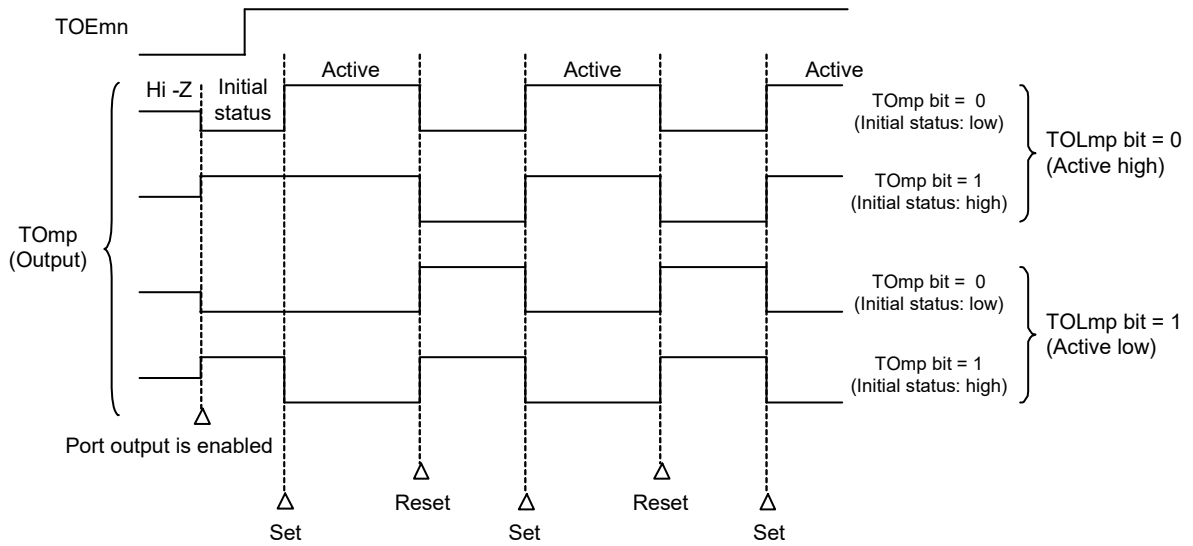 TOEmn
Hi -Z
Initial
status
Active
Active
Active
TOmp bit = 0
(Initial status: low)
TOmp bit = 1
(Initial status: high)
TOLmp bit = 0
(Active high)
TOmp
(Output)
TOmp bit = 0
(Initial status: low)
TOmp bit = 1
(Initial status: high)
TOLmp bit = 1
(Active low)
Port output is enabled
Set
Reset
Set
Reset
Set